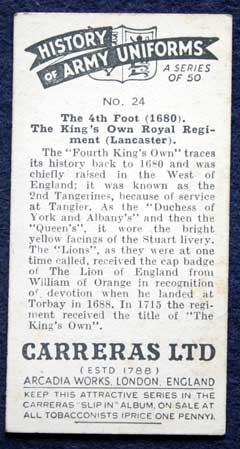 HISTORY
OF ARMY UNIFORMS
A SERIES
OF 50
No. 24
The 4th Foot (1680).
The King's Own Royal Regi-
ment (Lancaster).
The "Fourth King's Own" traces
its history back to 1680 and was
chiefly raised in the West of
England; it was known as the
2nd Tangerines, because of service
at Tangier. As the "Duchess of
York and Albany's" and then the
"Queen's", it wore the bright
yellow facings of the Stuart livery.
The "Lions", as they were at one
time called, received the cap badge
of The Lion of England from
William of Orange in recognition
of devotion when he landed at
Torbay in 1688. In 1715 the regi-
ment received the title of "The
King's Own".
CARRERAS LTD
(ESTD 1788)
ARCADIA WORKS, LONDON, ENGLAND
KEEP THIS ATTRACTIVE SERIES IN THE
CARRERAS "SLIP IN" ALBUM, ON SALE AT
ALL TOBACCONISTS (PRICE ONE PENNY).